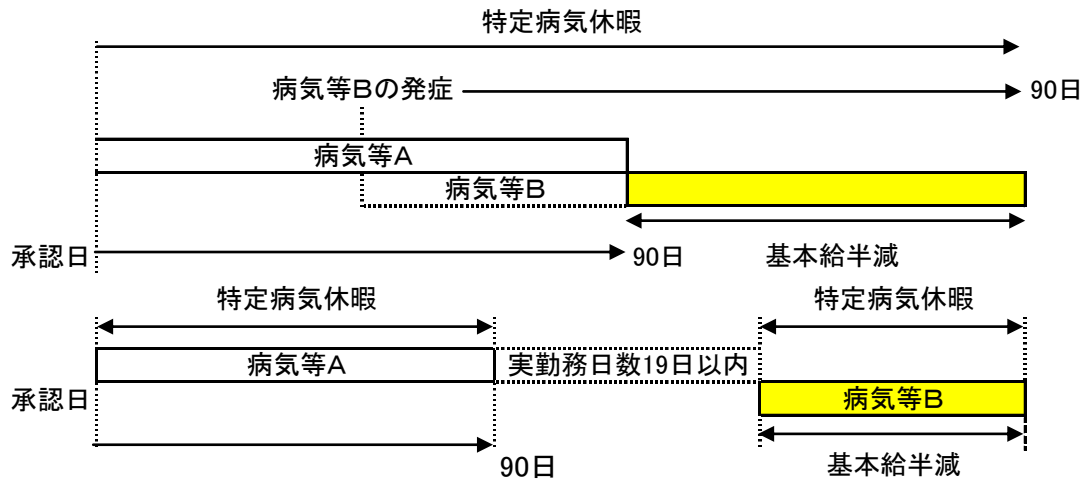 特定病気休暇
病気等Bの発症
90日
病気等A
病気等B
承認日
90日
基本給半減
特定病気休暇
特定病気休暇
病気等A
実勤務日数19日以内
承認日
病気等B
90日
基本給半減